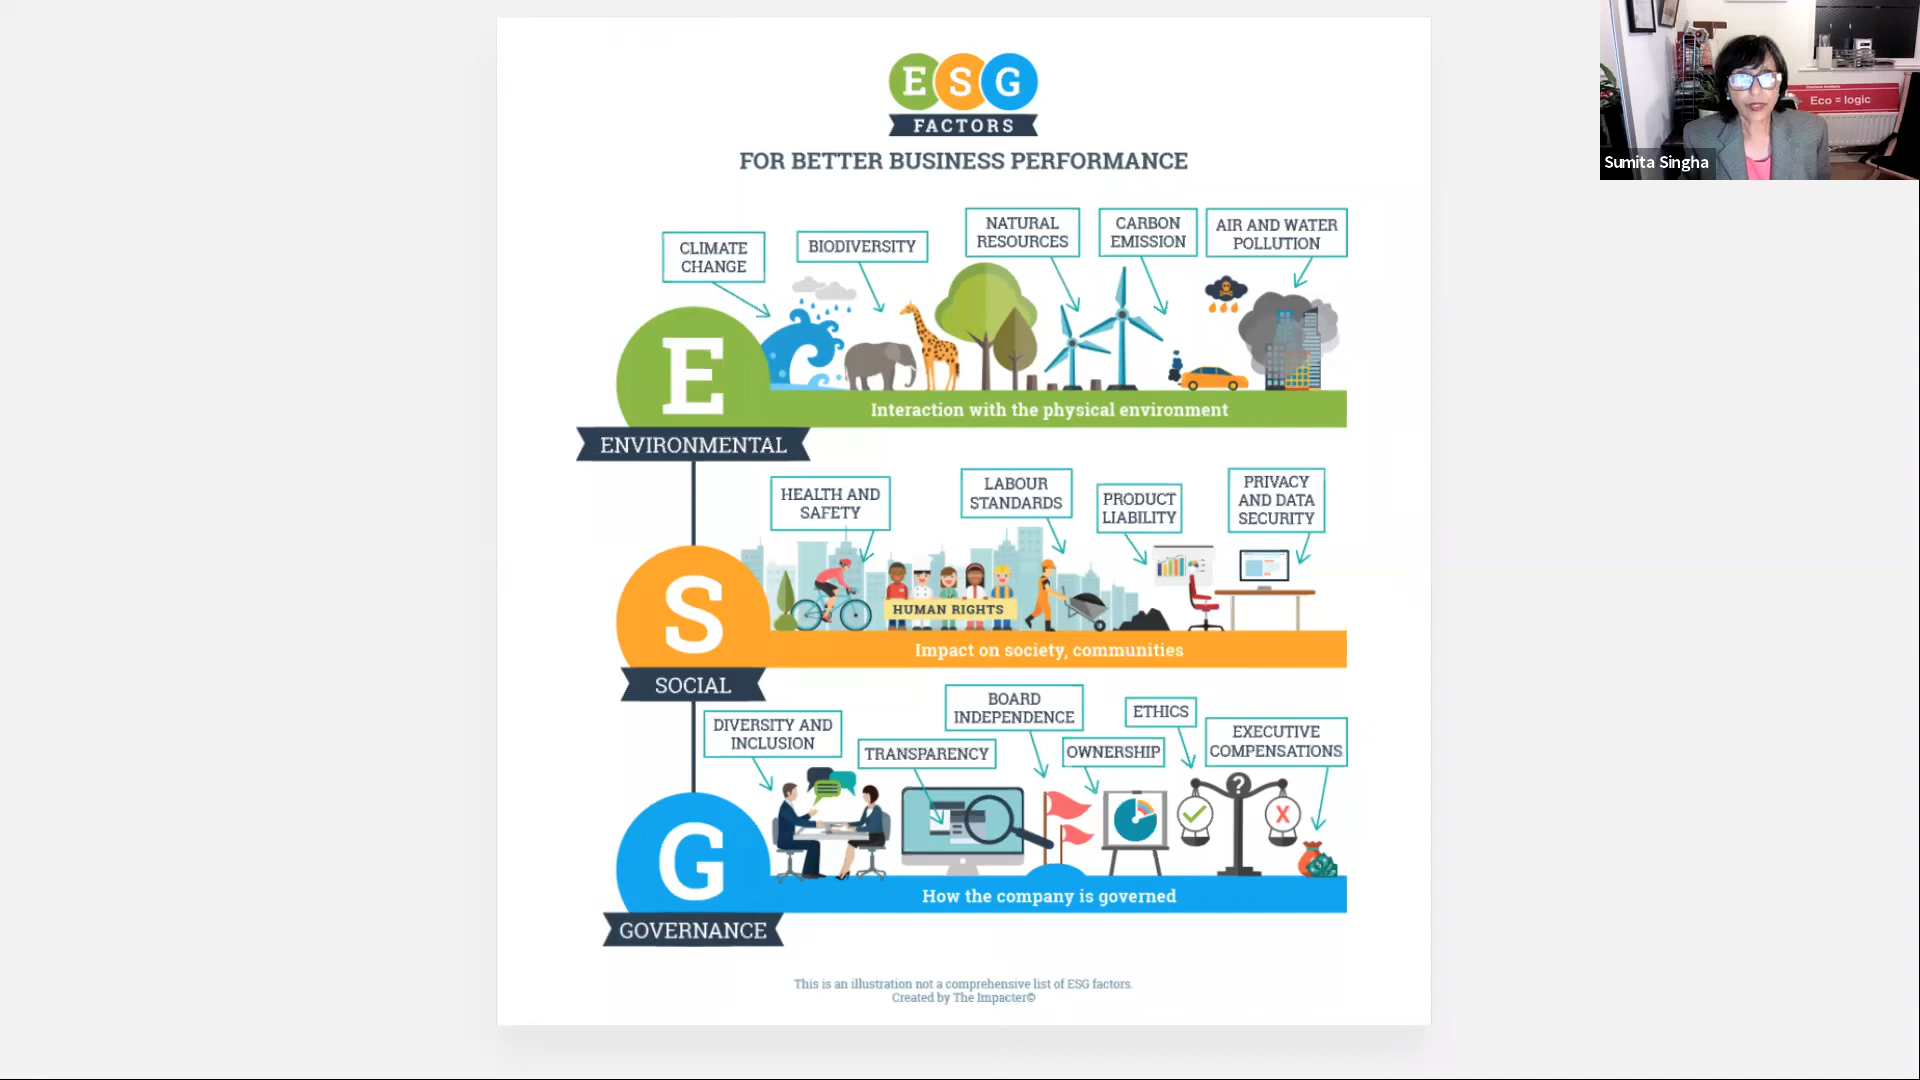 E S G
FACTORS
FOR BETTER BUSINESS PERFORMANCE
Eco = logic
Sumita Singha
CLIMATE
CHANGE
BIODIVERSITY
NATURAL
RESOURCES
CARBON
EMISSION
AIR AND WATER
POLLUTION
E
Interaction with the physical environment
ENVIRONMENTAL
HEALTH AND
SAFETY
LABOUR
STANDARDS
PRODUCT
LIABILITY
PRIVACY
AND DATA
SECURITY
HUMAN RIGHTS
S
Impact on society, communities
SOCIAL
DIVERSITY AND
INCLUSION
TRANSPARENCY
BOARD
INDEPENDENCE
OWNERSHIP
ETHICS
EXECUTIVE
COMPENSATIONS
?
X
G
How the company is governed
GOVERNANCE
This is an illustration not a comprehensive list of ESG factors.
Created by The Impacter©